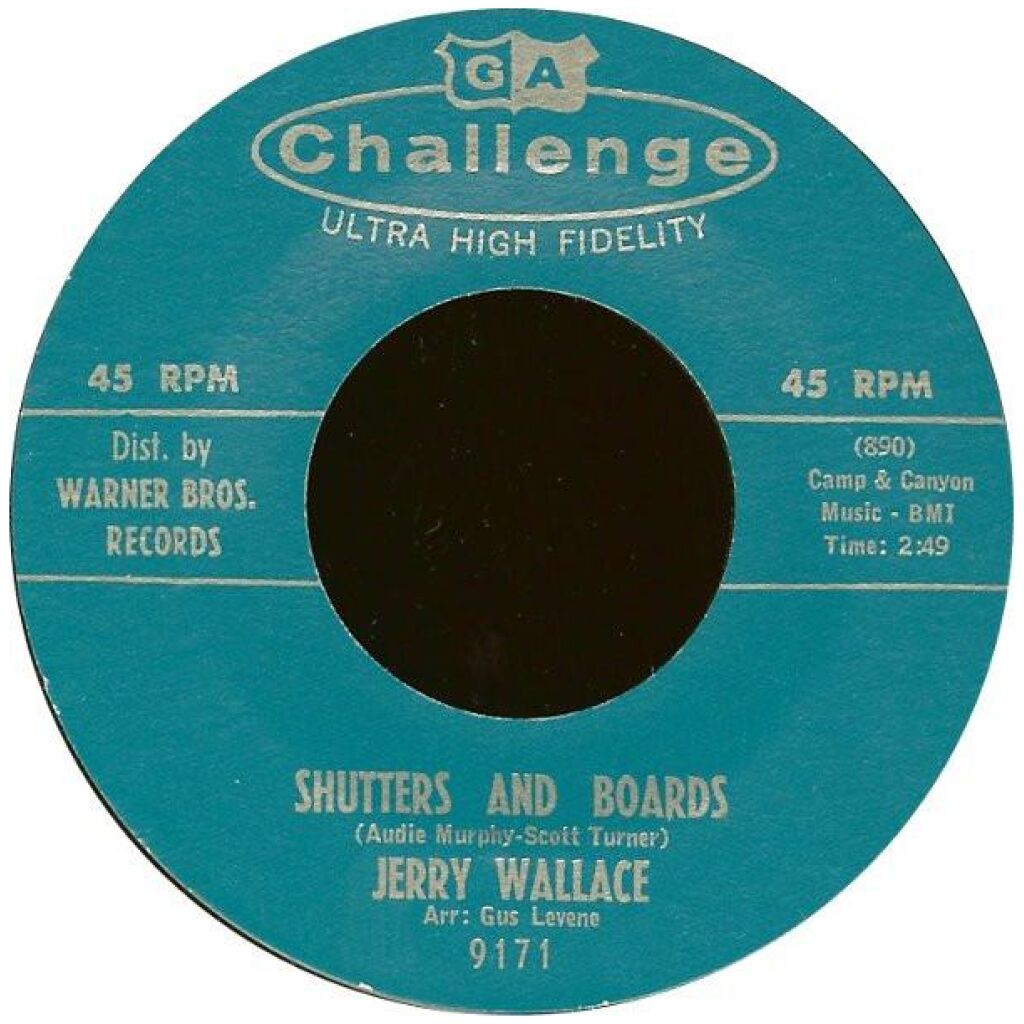 GA
Challenge
ULTRA HIGH FIDELITY
45 RPM
45 RPM
Dist. by
WARNER BROS.
RECORDS
(890)
Camp & Canyon
Music - BMI
Time: 2:49
SHUTTERS AND BOARDS
(Audie Murphy-Scott Turner)
JERRY WALLACE
Arr: Gus Levene
9171